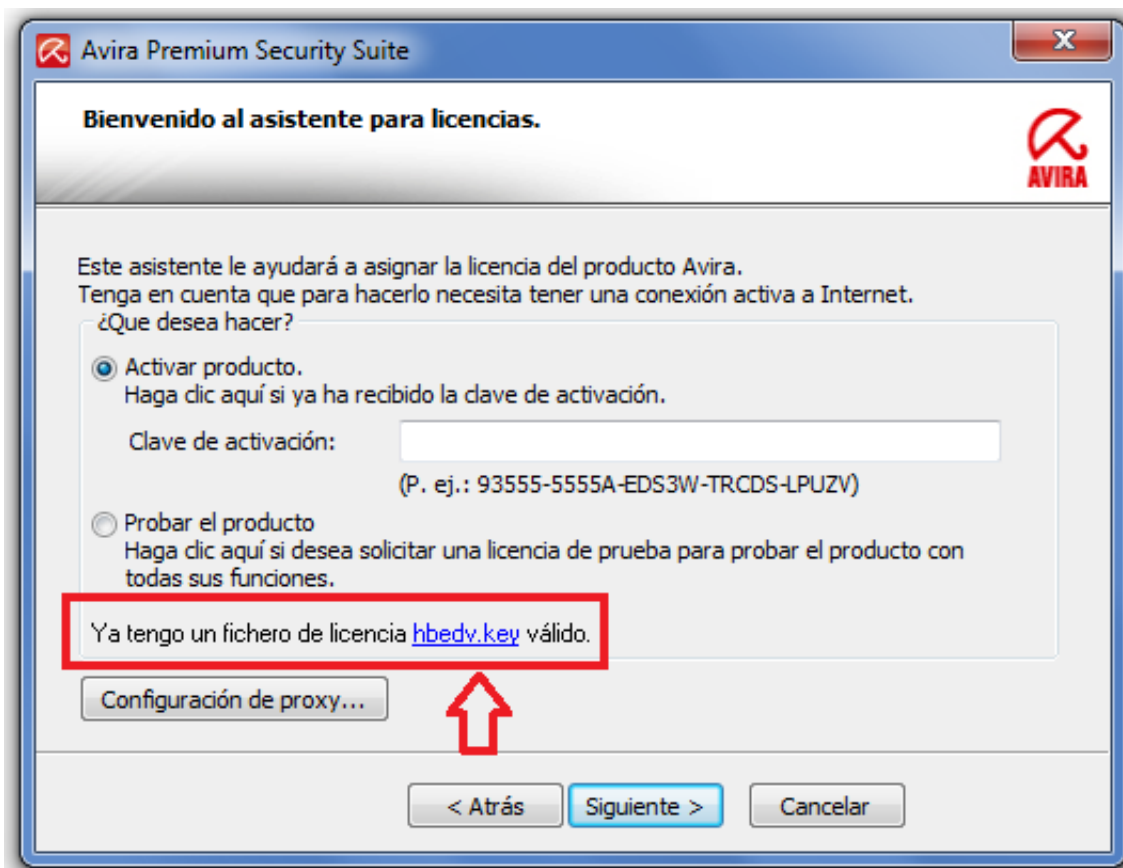 Avira Premium Security Suite
Bienvenido al asistente para licencias.
AVIRA
Este asistente le ayudará a asignar la licencia del producto Avira.
Tenga en cuenta que para hacerlo necesita tener una conexión activa a Internet.
¿Que desea hacer?
Activar producto.
Haga clic aquí si ya ha recibido la clave de activación.
Clave de activación:
(P. ej.: 93555-5555A-EDS3W-TRCDS-LPUZV)
Probar el producto
Haga clic aquí si desea solicitar una licencia de prueba para probar el producto con
todas sus funciones.
Ya tengo un fichero de licencia hbedv.key válido.
Configuración de proxy...
< Atrás Siguiente > Cancelar